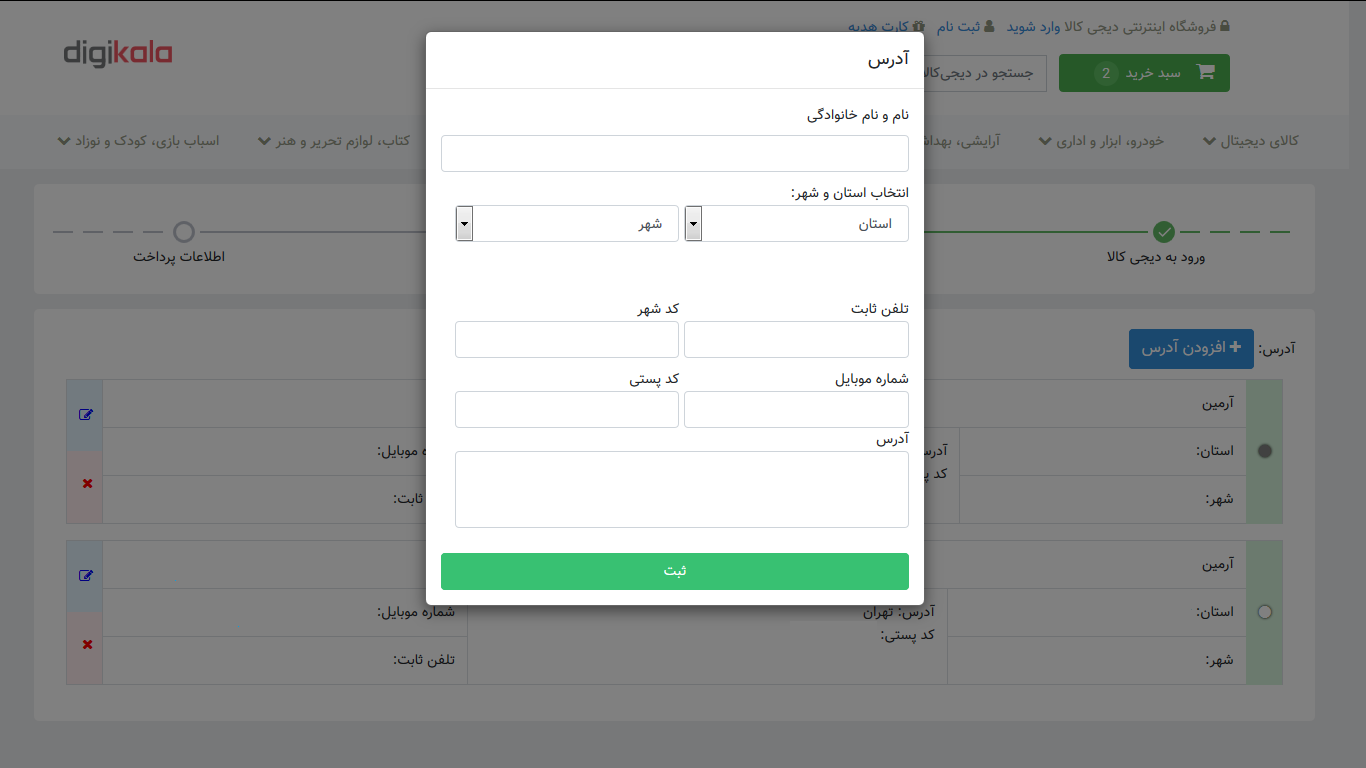 فروشگاه اینترنتی دیجی کالا وارد شوید ثبت نام کارت هدیه
digikala
سبد خرید 2
جستجو در دیجی‌کالا
کالای دیجیتال
خودرو، ابزار و اداری
آرایشی،
کتاب، لوازم تحریر و هنر
اسباب بازی، کودک و نوزاد
ورود به دیجی کالا
اطلاعات پرداخت
آدرس
نام و نام خانوادگی
انتخاب استان و شهر:
استان
شهر
تلفن ثابت
کد شهر
شماره موبایل
کد پستی
آدرس
ثبت
آدرس:
افزودن آدرس
آرمین
استان:
شهر:
کد
موبایل:
ثابت:
آرمین
استان:
شهر:
آدرس: تهران
کد پستی:
شماره موبایل:
تلفن ثابت: